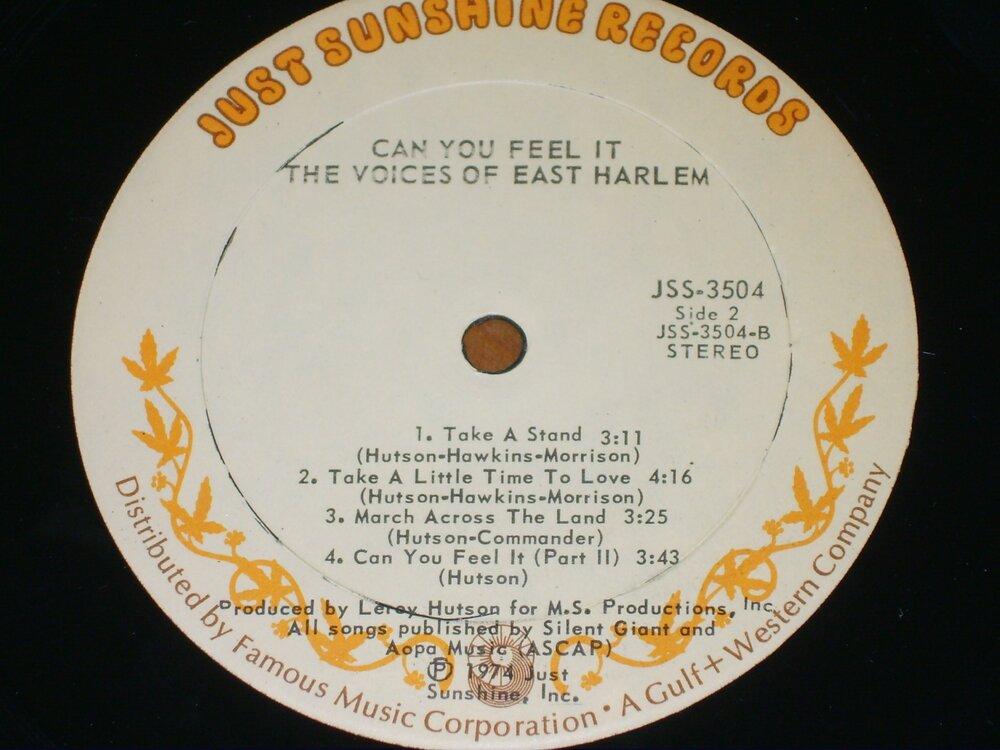 JUST SUNSHINE RECORDS
CAN YOU FEEL IT
THE VOICES OF EAST HARLEM
JSS-3504
Side 2
JSS-3504-B
STEREO
1. Take A Stand 3:11
(Hutson-Hawkins-Morrison)
2. Take A Little Time To Love 4:16
(Hutson-Hawkins-Morrison)
3. March Across The Land 3:25
(Hutson-Commander)
4. Can You Feel It (Part II) 3:43
(Hutson)
Produced by Leroy Hutson for M.S. Productions, Inc.
All songs published by Silent Giant and
Aopa Music (ASCAP)
Ⓟ 1974 Just
Sunshine, Inc.
Distributed by Famous Music Corporation • A Gulf + Western Company